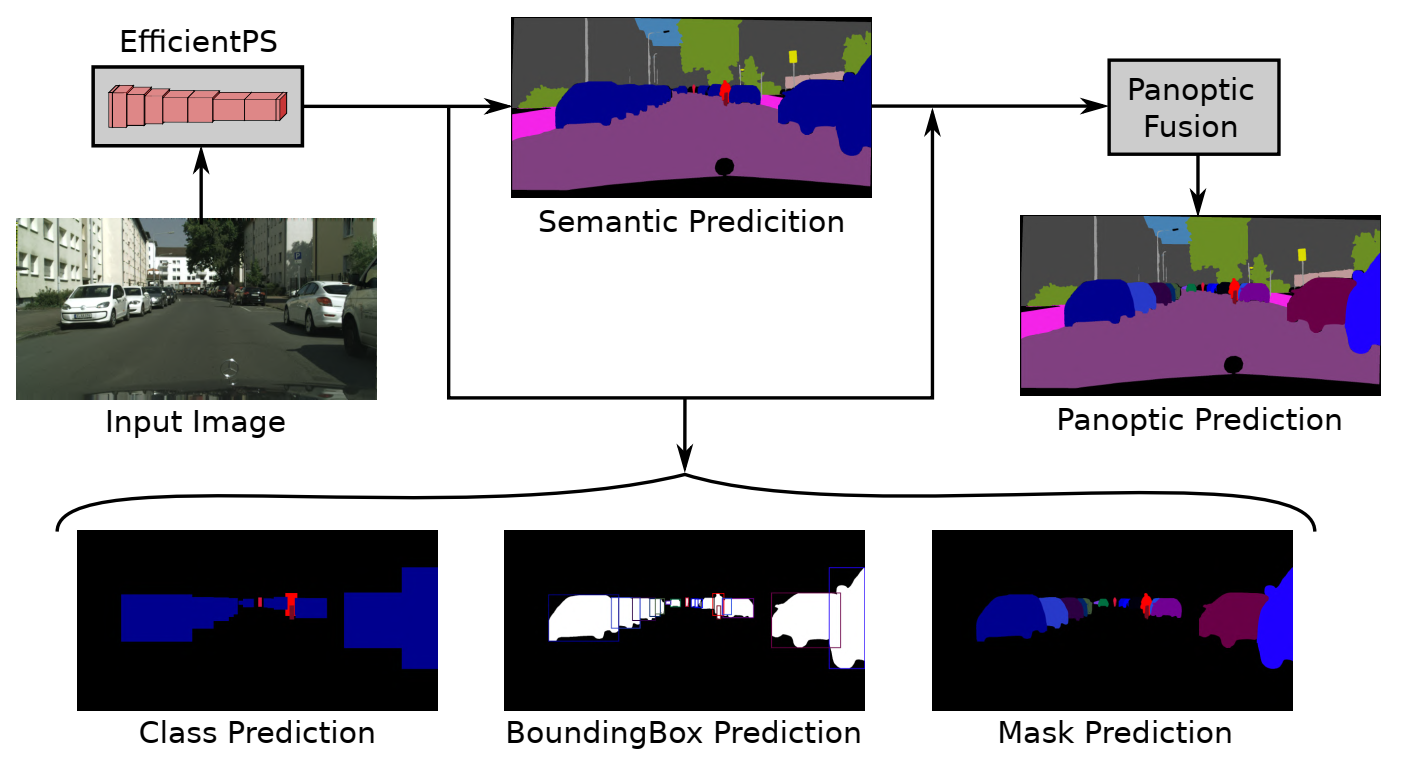 EfficientPS
Panoptic
Fusion
Semantic Predicition
Input Image
Panoptic Prediction
Class Prediction
BoundingBox Prediction
Mask Prediction